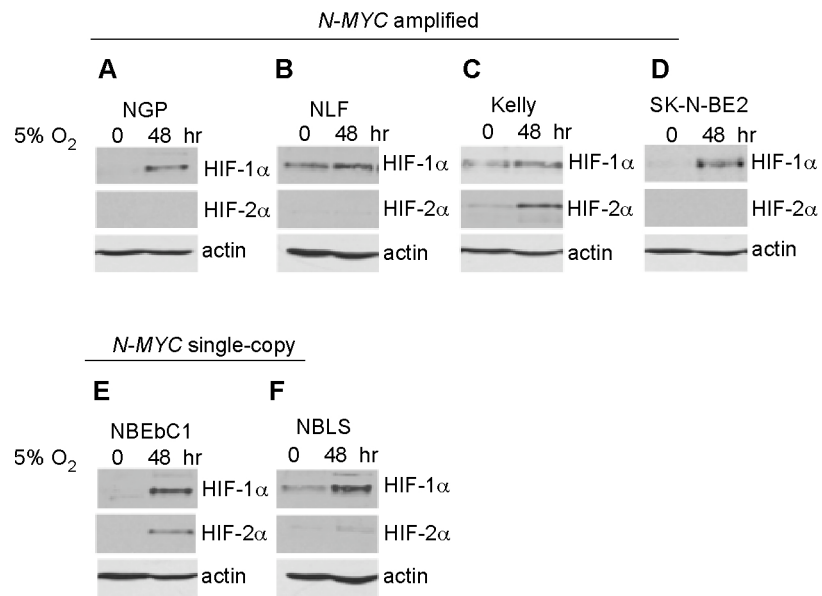 N-MYC amplified
A B C D
NGP NLF Kelly SK-N-BE2
5% O2 0 48 hr 0 48 hr 0 48 hr 0 48 hr
HIF-1α HIF-1α HIF-1α HIF-1α
HIF-2α HIF-2α HIF-2α HIF-2α
actin actin actin actin
N-MYC single-copy
E F
NBEbC1 NBLS
5% O2 0 48 hr 0 48 hr
HIF-1α HIF-1α
HIF-2α HIF-2α
actin actin